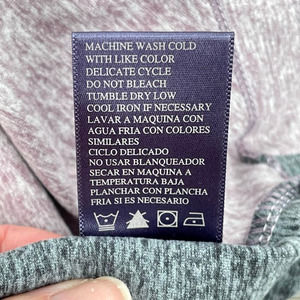 MACHINE WASH COLD
WITH LIKE COLOR
DELICATE CYCLE
DO NOT BLEACH
TUMBLE DRY LOW
COOL IRON IF NECESSARY
LAVAR A MAQUINA CON
AGUA FRIA CON COLORES
SIMILARES
CICLO DELICADO
NO USAR BLANQUEADOR
SECAR EN MAQUINA A
TEMPERATURA BAJA
PLANCHAR CON PLANCHA
FRIA SI ES NECESARIO